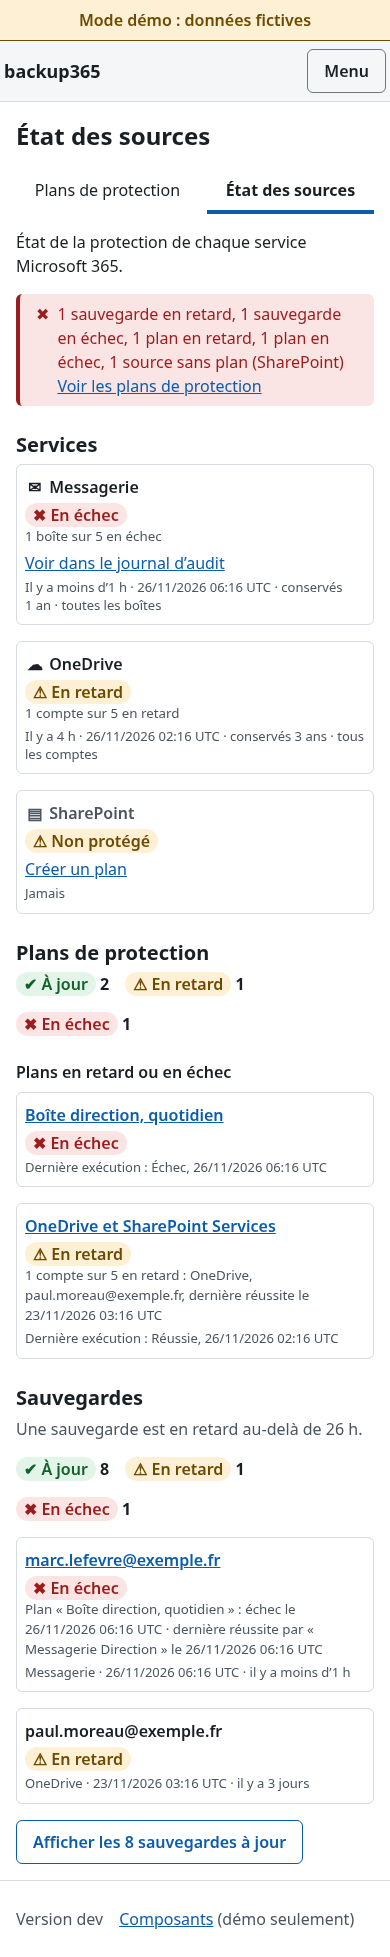 Mode démo : données fictives
backup365
Menu
État des sources
Plans de protection
État des sources
État de la protection de chaque service
Microsoft 365.
✖ 1 sauvegarde en retard, 1 sauvegarde
en échec, 1 plan en retard, 1 plan en
échec, 1 source sans plan (SharePoint)
Voir les plans de protection
Services
✉ Messagerie
✖ En échec
1 boîte sur 5 en échec
Voir dans le journal d’audit
Il y a moins d’1 h · 26/11/2026 06:16 UTC · conservés
1 an · toutes les boîtes
☁ OneDrive
⚠ En retard
1 compte sur 5 en retard
Il y a 4 h · 26/11/2026 02:16 UTC · conservés 3 ans · tous
les comptes
▤ SharePoint
⚠ Non protégé
Créer un plan
Jamais
Plans de protection
✔ À jour 2 ⚠ En retard 1
✖ En échec 1
Plans en retard ou en échec
Boîte direction, quotidien
✖ En échec
Dernière exécution : Échec, 26/11/2026 06:16 UTC
OneDrive et SharePoint Services
⚠ En retard
1 compte sur 5 en retard : OneDrive,
paul.moreau@exemple.fr, dernière réussite le
23/11/2026 03:16 UTC
Dernière exécution : Réussie, 26/11/2026 02:16 UTC
Sauvegardes
Une sauvegarde est en retard au-delà de 26 h.
✔ À jour 8 ⚠ En retard 1
✖ En échec 1
marc.lefevre@exemple.fr
✖ En échec
Plan « Boîte direction, quotidien » : échec le
26/11/2026 06:16 UTC · dernière réussite par «
Messagerie Direction » le 26/11/2026 06:16 UTC
Messagerie · 26/11/2026 06:16 UTC · il y a moins d’1 h
paul.moreau@exemple.fr
⚠ En retard
OneDrive · 23/11/2026 03:16 UTC · il y a 3 jours
Afficher les 8 sauvegardes à jour
Version dev Composants (démo seulement)